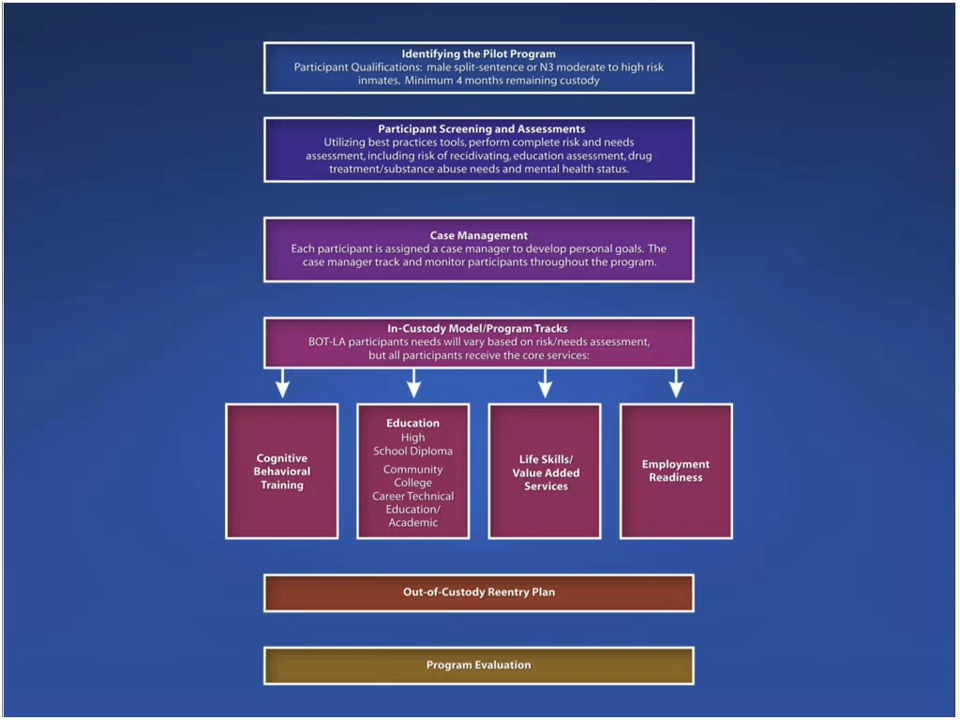 Identifying the Pilot Program
Participant Qualifications: male split-sentence or N3 moderate to high risk
inmates. Minimum 4 months remaining custody
Participant Screening and Assessments
Utilizing best practices tools, perform complete risk and needs
assessment, including risk of recidivating, education assessment, drug
treatment/substance abuse needs and mental health status.
Case Management
Each participant is assigned a case manager to develop personal goals. The
case manager track and monitor participants throughout the program.
In-Custody Model/Program Tracks
BOT-LA participants needs will vary based on risk/needs assessment,
but all participants receive the core services:
Cognitive
Behavioral
Training
Education
High
School Diploma
Community
College
Career Technical
Education/
Academic
Life Skills/
Value Added
Services
Employment
Readiness
Out-of-Custody Reentry Plan
Program Evaluation